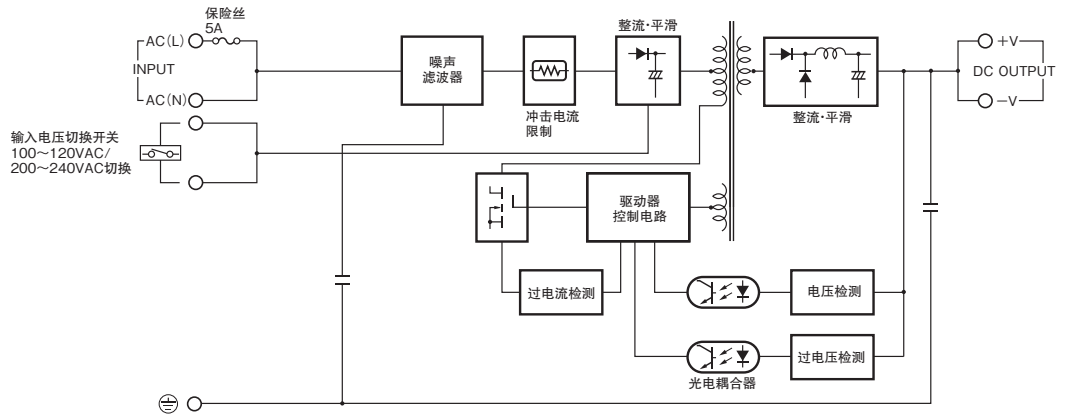 保险丝
5A
AC(L)
INPUT
AC(N)
输入电压切换开关
100～120VAC/
200～240VAC切换
噪声
滤波器
冲击电流
限制
整流·平滑
整流·平滑
+V
DC OUTPUT
−V
驱动器
控制电路
过电流检测
电压检测
过电压检测
光电耦合器